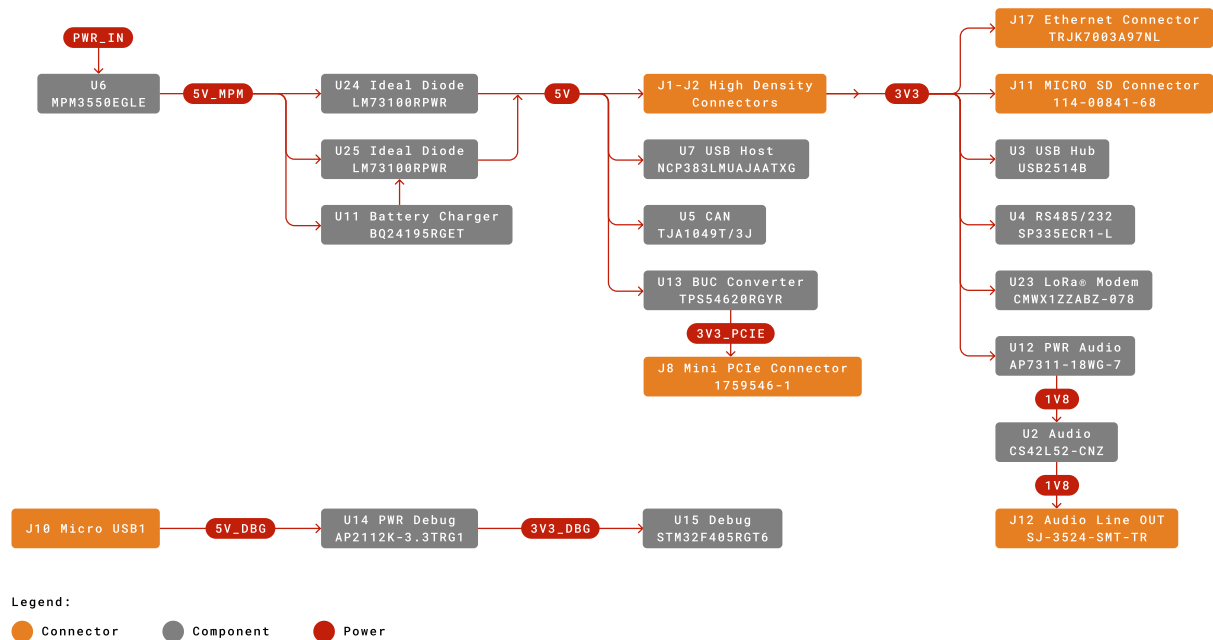 PWR_IN
U6
MPM3550EGLE
5V_MPM
U24 Ideal Diode
LM73100RPWR
U25 Ideal Diode
LM73100RPWR
U11 Battery Charger
BQ24195RGET
5V
J1-J2 High Density
Connectors
U7 USB Host
NCP383LMUAJAATXG
U5 CAN
TJA1049T/3J
U13 BUC Converter
TPS54620RGYR
3V3_PCIE
J8 Mini PCIe Connector
1759546-1
3V3
J17 Ethernet Connector
TRJK7003A97NL
J11 MICRO SD Connector
114-00841-68
U3 USB Hub
USB2514B
U4 RS485/232
SP335ECR1-L
U23 LoRa® Modem
CMWX1ZZABZ-078
U12 PWR Audio
AP7311-18WG-7
1V8
U2 Audio
CS42L52-CNZ
1V8
J12 Audio Line OUT
SJ-3524-SMT-TR
J10 Micro USB1
5V_DBG
U14 PWR Debug
AP2112K-3.3TRG1
3V3_DBG
U15 Debug
STM32F405RGT6
Legend:
Connector
Component
Power